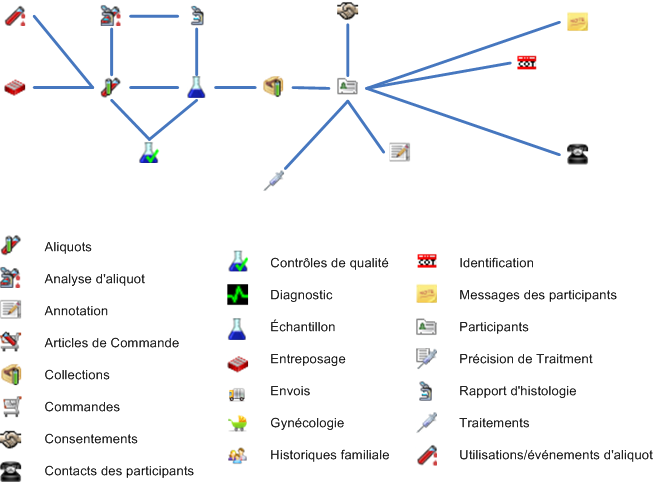 Aliquots
Analyse d'aliquot
Annotation
Articles de Commande
Collections
Commandes
Consentements
Contacts des participants
Contrôles de qualité
Diagnostic
Échantillon
Entreposage
Envois
Gynécologie
Historiques familiale
Identification
Messages des participants
Participants
Précision de Traitment
Rapport d'histologie
Traitements
Utilisations/événements d'aliquot